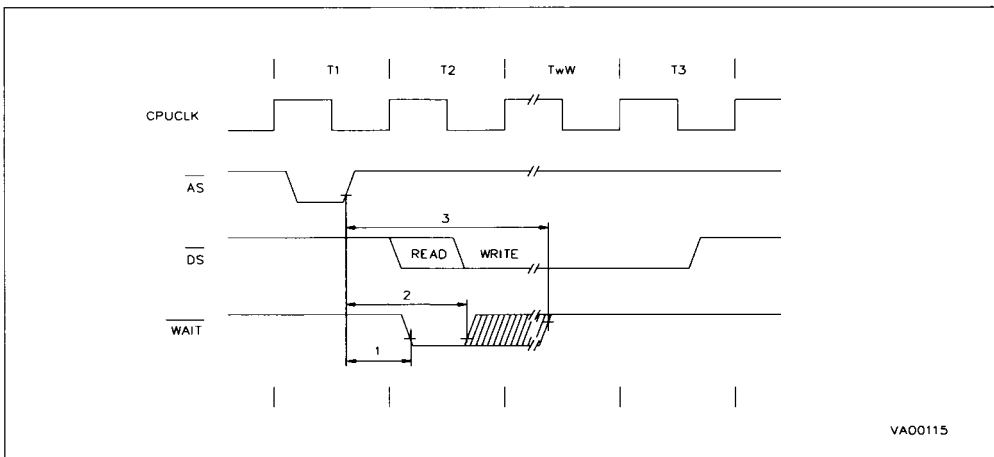 T1 T2 TwW T3
CPUCLK
AS
3
DS READ WRITE
2
WAIT
1
VA00115